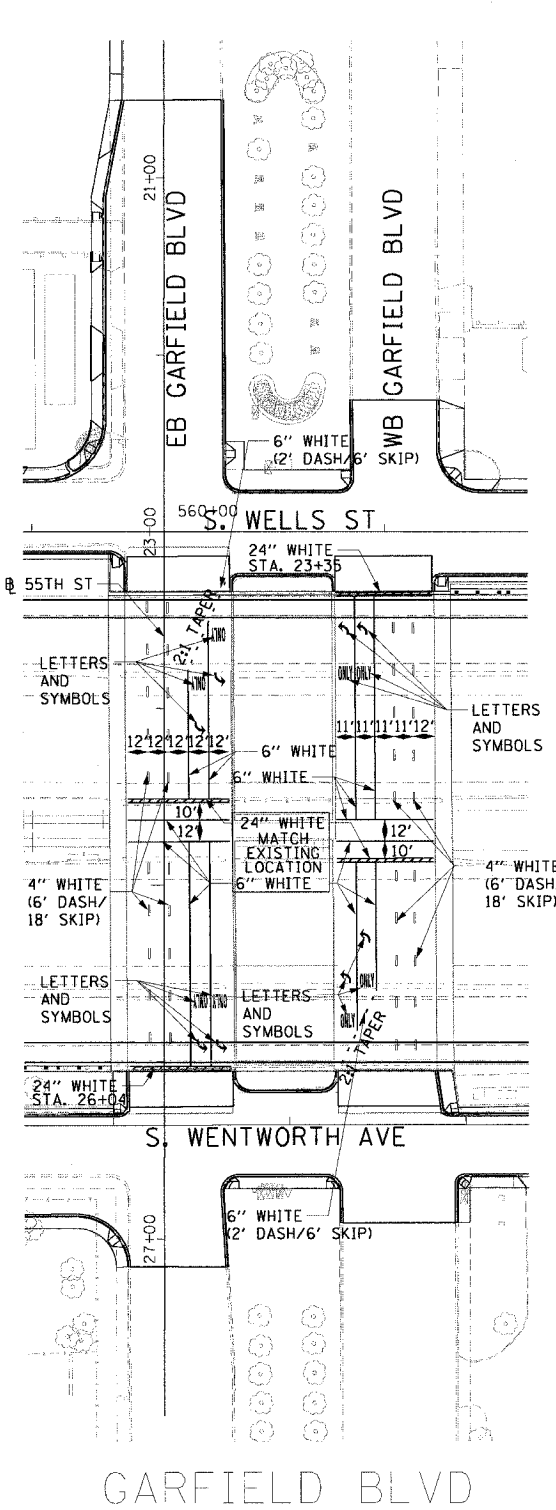 21+00
EB GARFIELD BLVD
WB GARFIELD BLVD
6" WHITE
(2' DASH/6' SKIP)
560+00
S. WELLS ST
23+00
24" WHITE
STA. 23+35
55TH ST
2:1 TAPER
ONLY
ONLY
ONLY ONLY
LETTERS
AND
SYMBOLS
LETTERS
AND
SYMBOLS
12' 12' 12' 12' 12'
11' 11' 11' 11' 12'
6" WHITE
6" WHITE
10'
12'
24" WHITE
MATCH
EXISTING
LOCATION
12'
10'
6" WHITE
4" WHITE
(6' DASH/
18' SKIP)
4" WHITE
(6' DASH/
18' SKIP)
LETTERS
AND
SYMBOLS
ONLY ONLY
LETTERS
AND
SYMBOLS
ONLY
ONLY
2:1 TAPER
24" WHITE
STA. 26+04
S. WENTWORTH AVE
6" WHITE
(2' DASH/6' SKIP)
27+00
GARFIELD BLVD